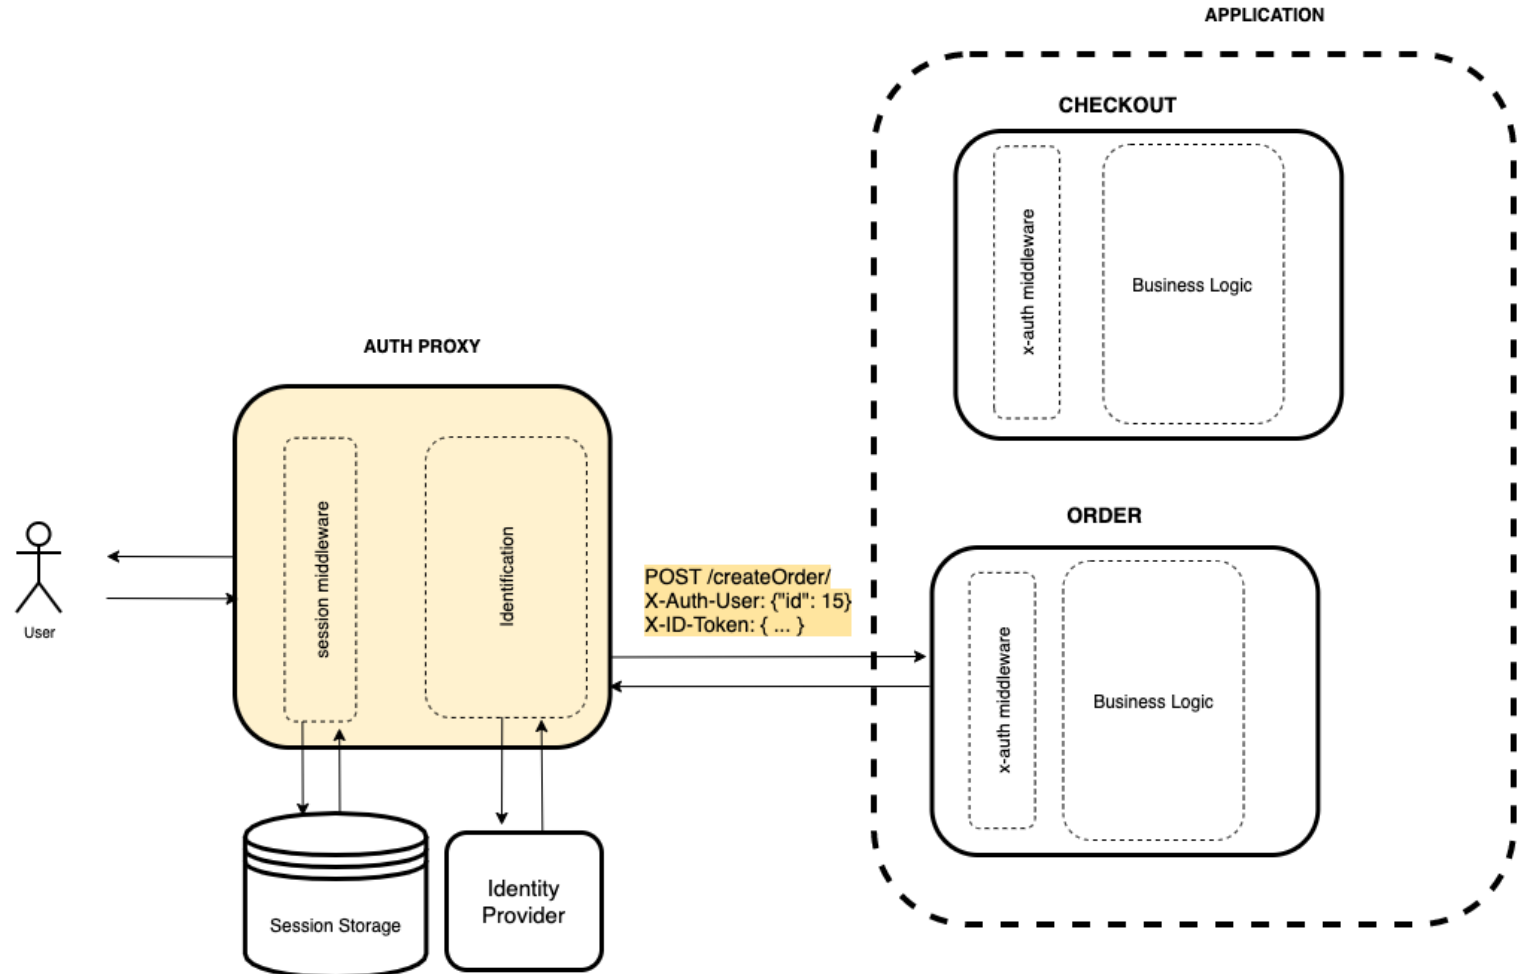 APPLICATION
CHECKOUT
x-auth middleware
Business Logic
AUTH PROXY
session middleware
Identification
User
POST /createOrder/
X-Auth-User: {"id": 15}
X-ID-Token: { ... }
ORDER
x-auth middleware
Business Logic
Session Storage
Identity
Provider